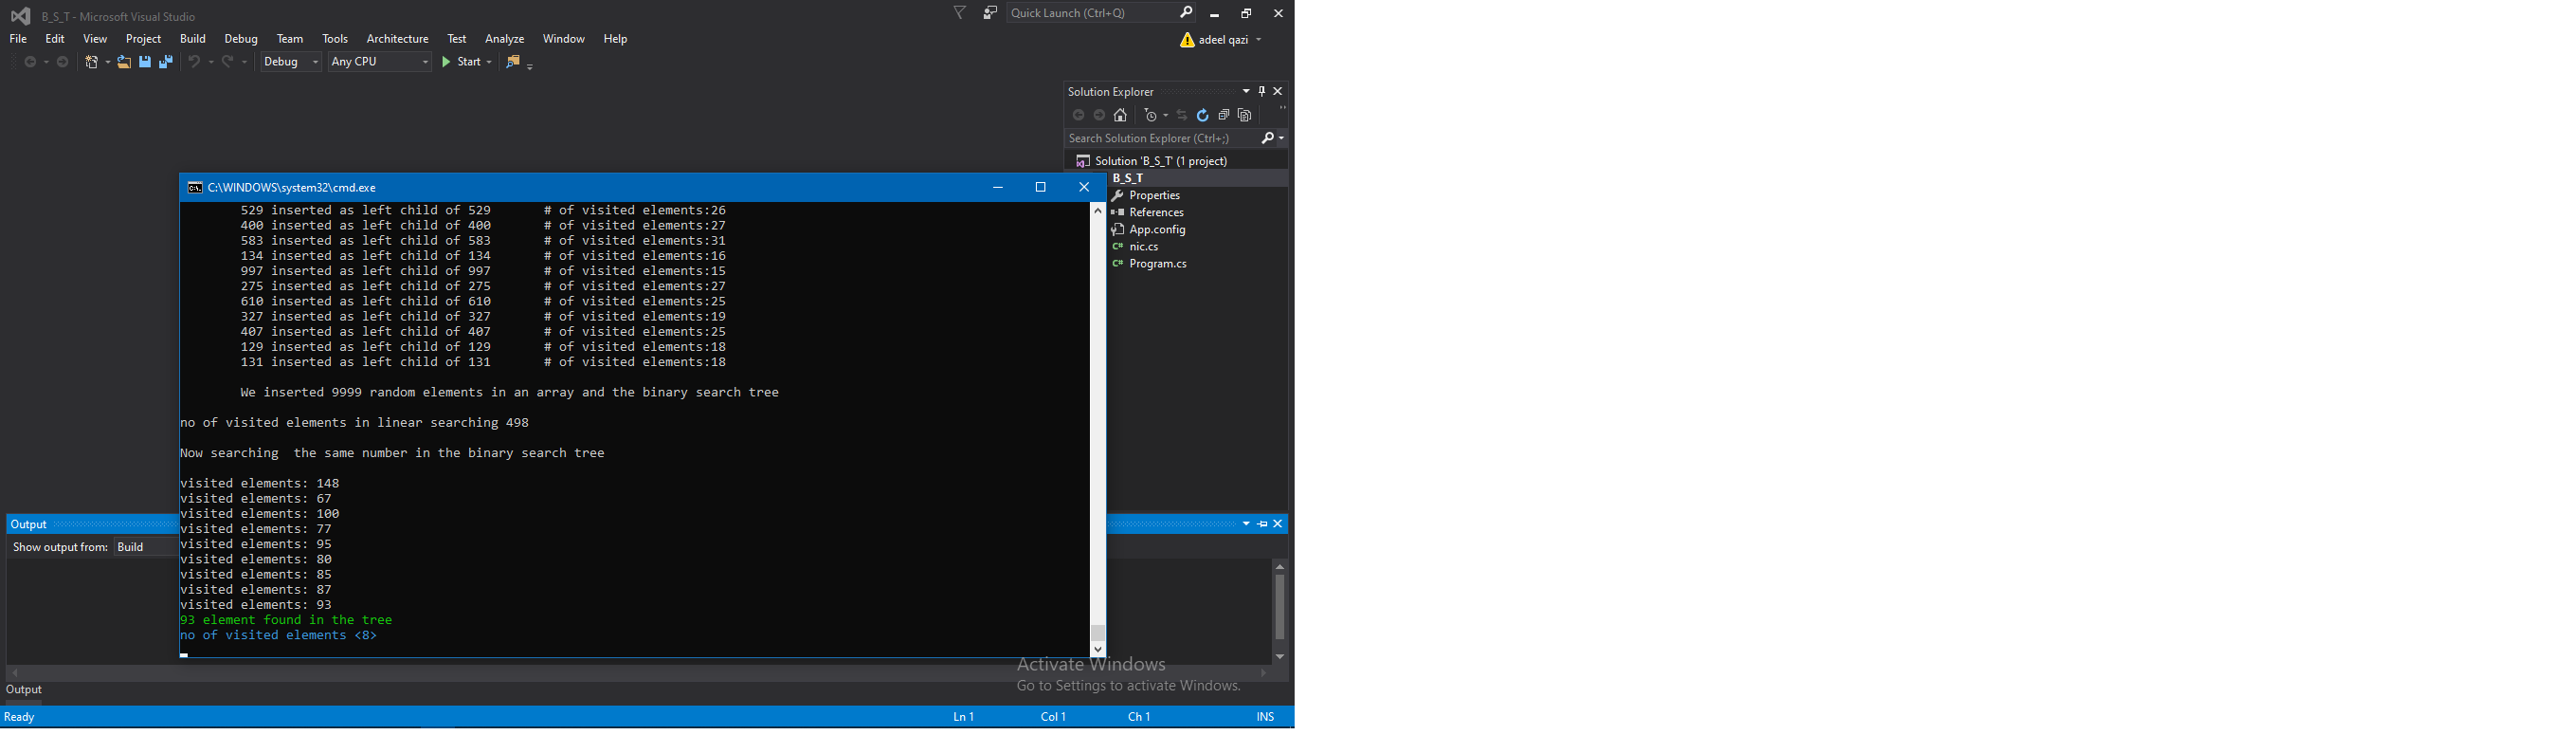 B_S_T - Microsoft Visual Studio
Quick Launch (Ctrl+Q)
File Edit View Project Build Debug Team Tools Architecture Test Analyze Window Help
adeel qazi
Debug Any CPU Start
Solution Explorer
Search Solution Explorer (Ctrl+;)
Solution 'B_S_T' (1 project)
B_S_T
Properties
References
App.config
C# nic.cs
C# Program.cs
C:\WINDOWS\system32\cmd.exe
529 inserted as left child of 529 # of visited elements:26
400 inserted as left child of 400 # of visited elements:27
583 inserted as left child of 583 # of visited elements:31
134 inserted as left child of 134 # of visited elements:16
997 inserted as left child of 997 # of visited elements:15
275 inserted as left child of 275 # of visited elements:27
610 inserted as left child of 610 # of visited elements:25
327 inserted as left child of 327 # of visited elements:19
407 inserted as left child of 407 # of visited elements:25
129 inserted as left child of 129 # of visited elements:18
131 inserted as left child of 131 # of visited elements:18
We inserted 9999 random elements in an array and the binary search tree
no of visited elements in linear searching 498
Now searching  the same number in the binary search tree
visited elements: 148
visited elements: 67
visited elements: 100
visited elements: 77
visited elements: 95
visited elements: 80
visited elements: 85
visited elements: 87
visited elements: 93
93 element found in the tree
no of visited elements <8>
Output
Show output from: Build
Activate Windows
Go to Settings to activate Windows.
Output
Ready Ln 1 Col 1 Ch 1 INS